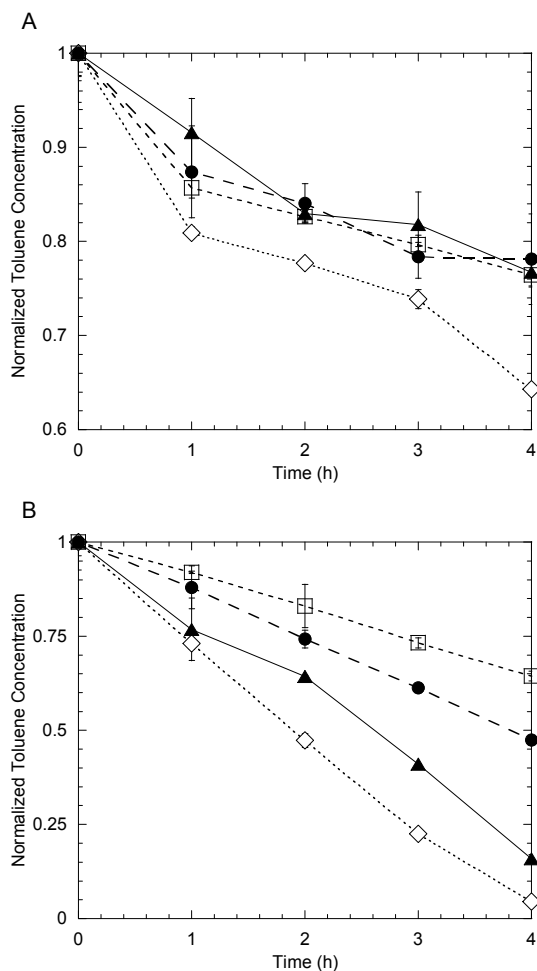 A
1
0.9
0.8
0.7
0.6
Normalized Toluene Concentration
0 1 2 3 4
Time (h)
B
1
0.75
0.5
0.25
0
Normalized Toluene Concentration
0 1 2 3 4
Time (h)